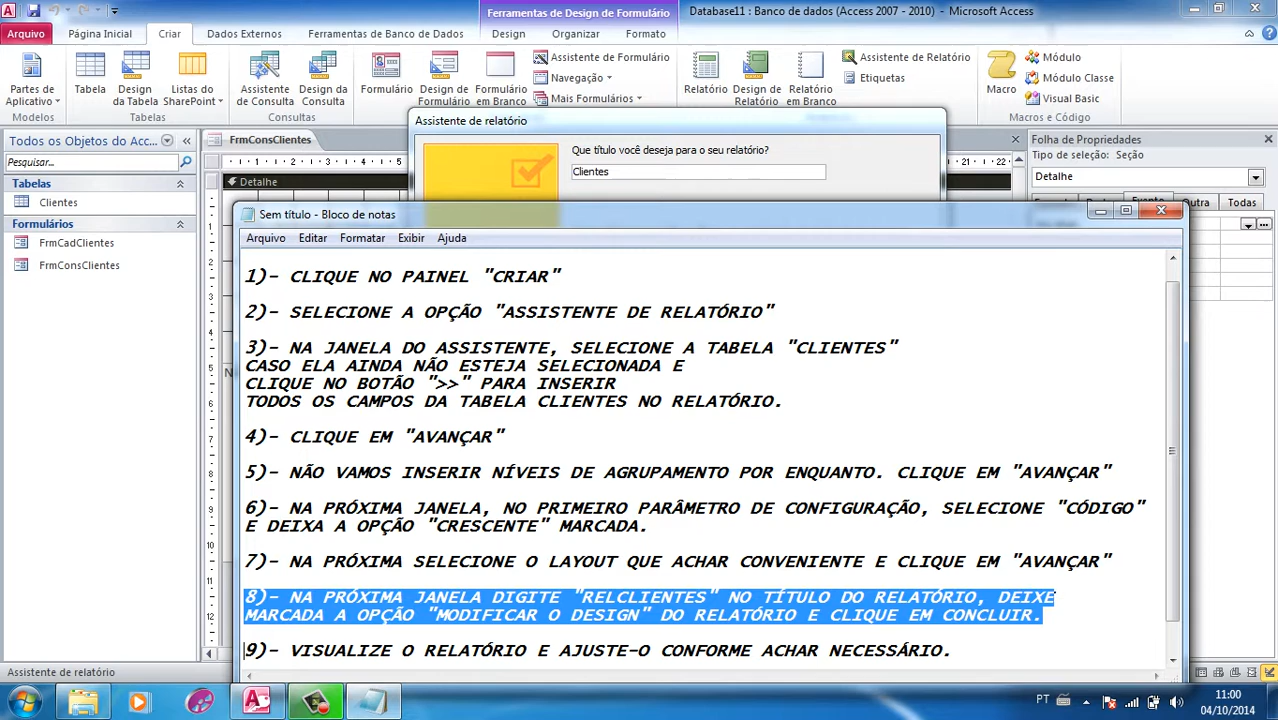 Ferramentas de Design de Formulário
Database11 : Banco de dados (Access 2007 - 2010) - Microsoft Access
Arquivo
Página Inicial
Criar
Dados Externos
Ferramentas de Banco de Dados
Design
Organizar
Formato
Partes de Aplicativo
Tabela
Design da Tabela
Listas do SharePoint
Assistente de Consulta
Design da Consulta
Formulário
Design de Formulário
Formulário em Branco
Assistente de Formulário
Navegação
Mais Formulários
Relatório
Design de Relatório
Relatório em Branco
Assistente de Relatório
Etiquetas
Macro
Módulo
Módulo Classe
Visual Basic
Modelos
Tabelas
Consultas
Macros e Código
Todos os Objetos do Acc...
Pesquisar...
Tabelas
Clientes
Formulários
FrmCadClientes
FrmConsClientes
FrmConsClientes
Detalhe
Assistente de relatório
Que título você deseja para o seu relatório?
Clientes
Folha de Propriedades
Tipo de seleção: Seção
Detalhe
Outra
Todas
Sem título - Bloco de notas
Arquivo Editar Formatar Exibir Ajuda
1)- CLIQUE NO PAINEL "CRIAR"
2)- SELECIONE A OPÇÃO "ASSISTENTE DE RELATÓRIO"
3)- NA JANELA DO ASSISTENTE, SELECIONE A TABELA "CLIENTES"
CASO ELA AINDA NÃO ESTEJA SELECIONADA E
CLIQUE NO BOTÃO ">>" PARA INSERIR
TODOS OS CAMPOS DA TABELA CLIENTES NO RELATÓRIO.
4)- CLIQUE EM "AVANÇAR"
5)- NÃO VAMOS INSERIR NÍVEIS DE AGRUPAMENTO POR ENQUANTO. CLIQUE EM "AVANÇAR"
6)- NA PRÓXIMA JANELA, NO PRIMEIRO PARÂMETRO DE CONFIGURAÇÃO, SELECIONE "CÓDIGO"
E DEIXA A OPÇÃO "CRESCENTE" MARCADA.
7)- NA PRÓXIMA SELECIONE O LAYOUT QUE ACHAR CONVENIENTE E CLIQUE EM "AVANÇAR"
8)- NA PRÓXIMA JANELA DIGITE "RELCLIENTES" NO TÍTULO DO RELATÓRIO, DEIXE
MARCADA A OPÇÃO "MODIFICAR O DESIGN" DO RELATÓRIO E CLIQUE EM CONCLUIR.
9)- VISUALIZE O RELATÓRIO E AJUSTE-O CONFORME ACHAR NECESSÁRIO.
Assistente de relatório
PT
11:00
04/10/2014